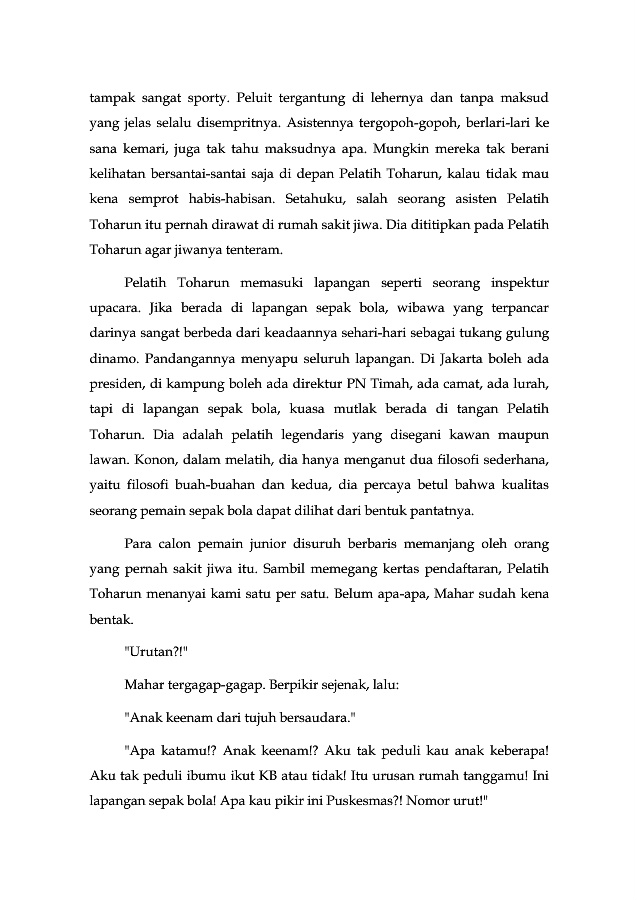 tampak sangat sporty. Peluit tergantung di lehernya dan tanpa maksud
yang jelas selalu disempritnya. Asistennya tergopoh-gopoh, berlari-lari ke
sana kemari, juga tak tahu maksudnya apa. Mungkin mereka tak berani
kelihatan bersantai-santai saja di depan Pelatih Toharun, kalau tidak mau
kena semprot habis-habisan. Setahuku, salah seorang asisten Pelatih
Toharun itu pernah dirawat di rumah sakit jiwa. Dia dititipkan pada Pelatih
Toharun agar jiwanya tenteram.
Pelatih Toharun memasuki lapangan seperti seorang inspektur
upacara. Jika berada di lapangan sepak bola, wibawa yang terpancar
darinya sangat berbeda dari keadaannya sehari-hari sebagai tukang gulung
dinamo. Pandangannya menyapu seluruh lapangan. Di Jakarta boleh ada
presiden, di kampung boleh ada direktur PN Timah, ada camat, ada lurah,
tapi di lapangan sepak bola, kuasa mutlak berada di tangan Pelatih
Toharun. Dia adalah pelatih legendaris yang disegani kawan maupun
lawan. Konon, dalam melatih, dia hanya menganut dua filosofi sederhana,
yaitu filosofi buah-buahan dan kedua, dia percaya betul bahwa kualitas
seorang pemain sepak bola dapat dilihat dari bentuk pantatnya.
Para calon pemain junior disuruh berbaris memanjang oleh orang
yang pernah sakit jiwa itu. Sambil memegang kertas pendaftaran, Pelatih
Toharun menanyai kami satu per satu. Belum apa-apa, Mahar sudah kena
bentak.
"Urutan?!"
Mahar tergagap-gagap. Berpikir sejenak, lalu:
"Anak keenam dari tujuh bersaudara."
"Apa katamu!? Anak keenam!? Aku tak peduli kau anak keberapa!
Aku tak peduli ibumu ikut KB atau tidak! Itu urusan rumah tanggamu! Ini
lapangan sepak bola! Apa kau pikir ini Puskesmas?! Nomor urut!"